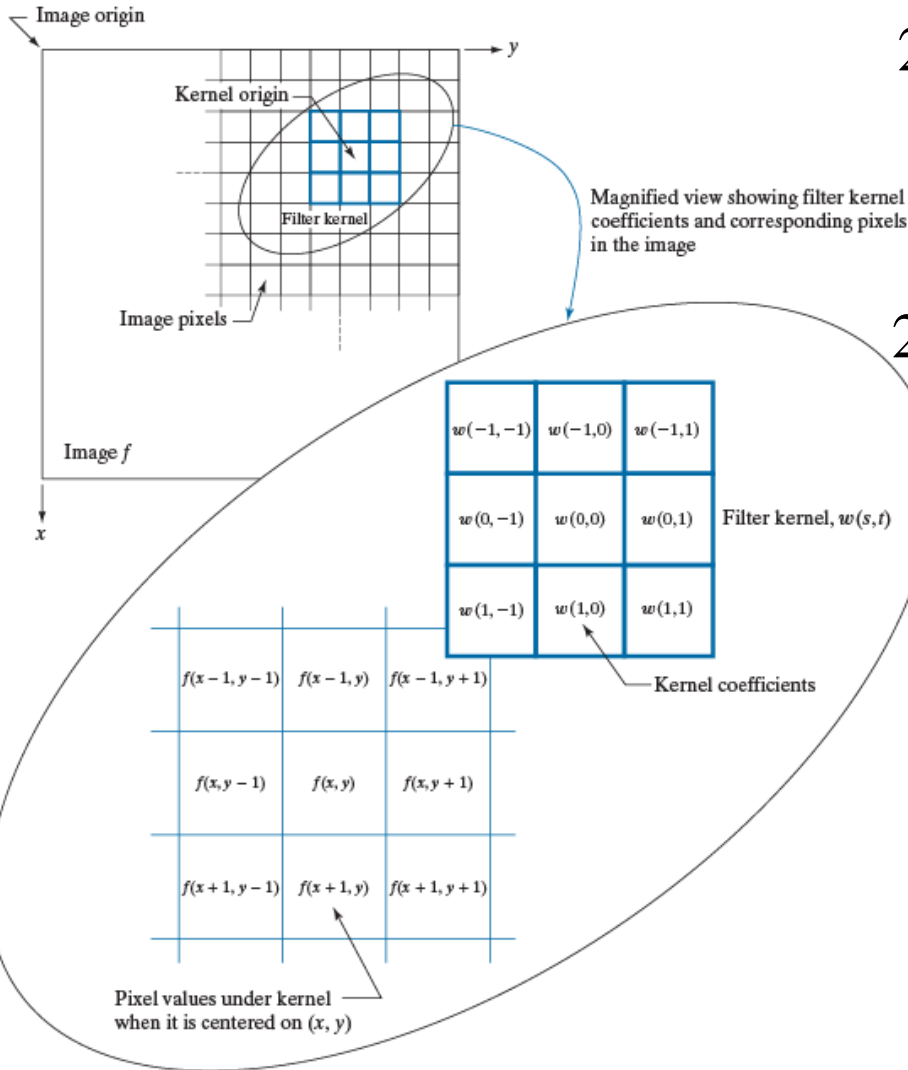 Image origin
y
2
Kernel origin
Magnified view showing filter kernel
coefficients and corresponding pixels
in the image
Filter kernel
Image pixels
2
Image f
x
w(−1,−1) w(−1,0) w(−1,1)
w(0,−1) w(0,0) w(0,1) Filter kernel, w(s,t)
w(1,−1) w(1,0) w(1,1)
Kernel coefficients
f(x − 1, y − 1) f(x − 1, y) f(x − 1, y + 1)
f(x, y − 1) f(x, y) f(x, y + 1)
f(x + 1, y − 1) f(x + 1, y) f(x + 1, y + 1)
Pixel values under kernel
when it is centered on (x, y)